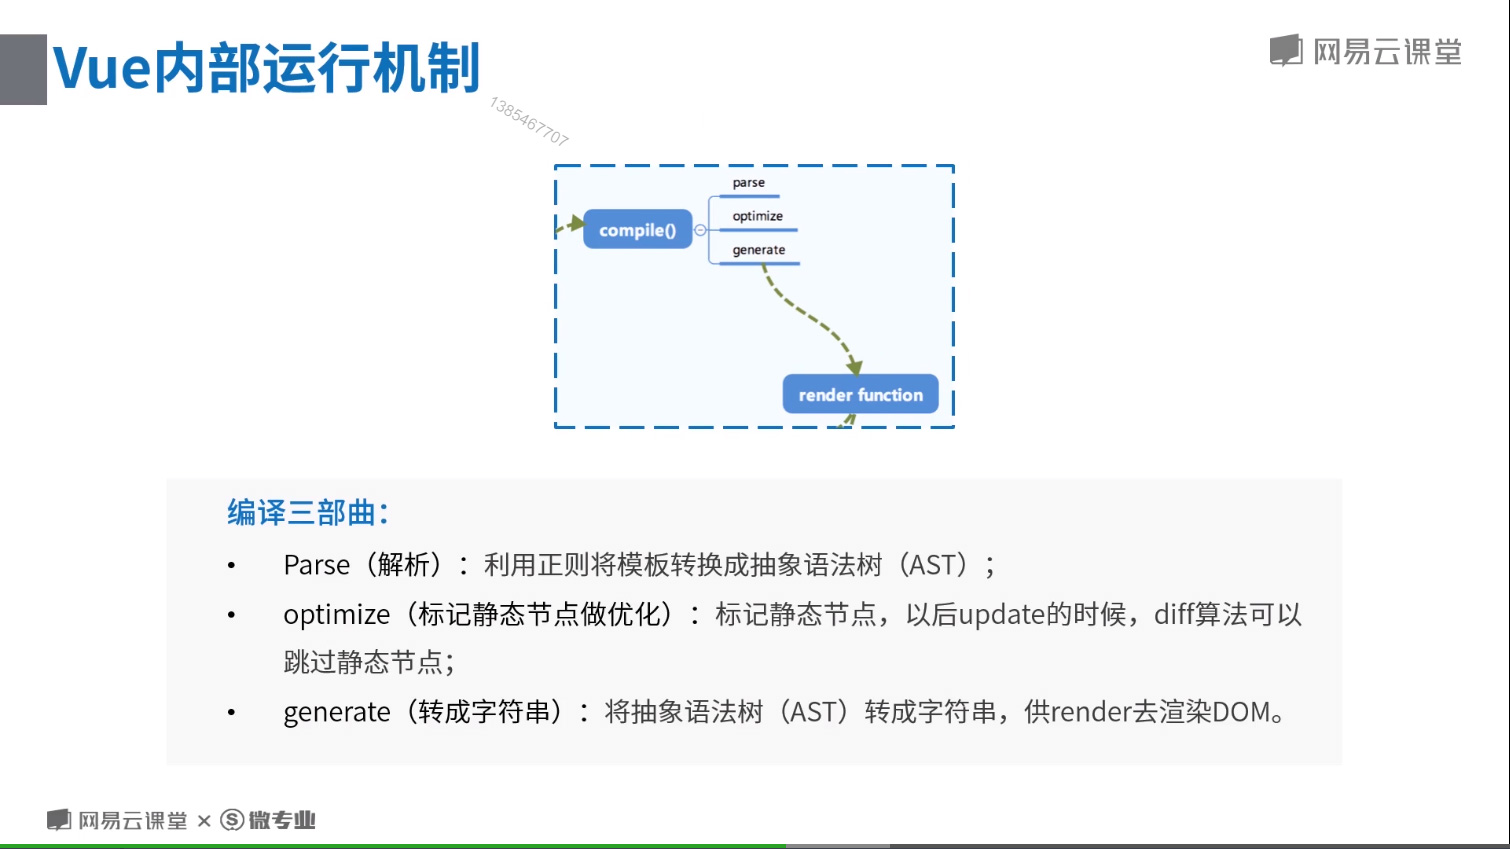 Vue内部运行机制
网易云课堂
1385467707
parse
compile()
optimize
generate
render function
编译三部曲：
• Parse（解析）：利用正则将模板转换成抽象语法树（AST）；
• optimize（标记静态节点做优化）：标记静态节点，以后update的时候，diff算法可以
跳过静态节点；
• generate（转成字符串）：将抽象语法树（AST）转成字符串，供render去渲染DOM。
网易云课堂 × 微专业